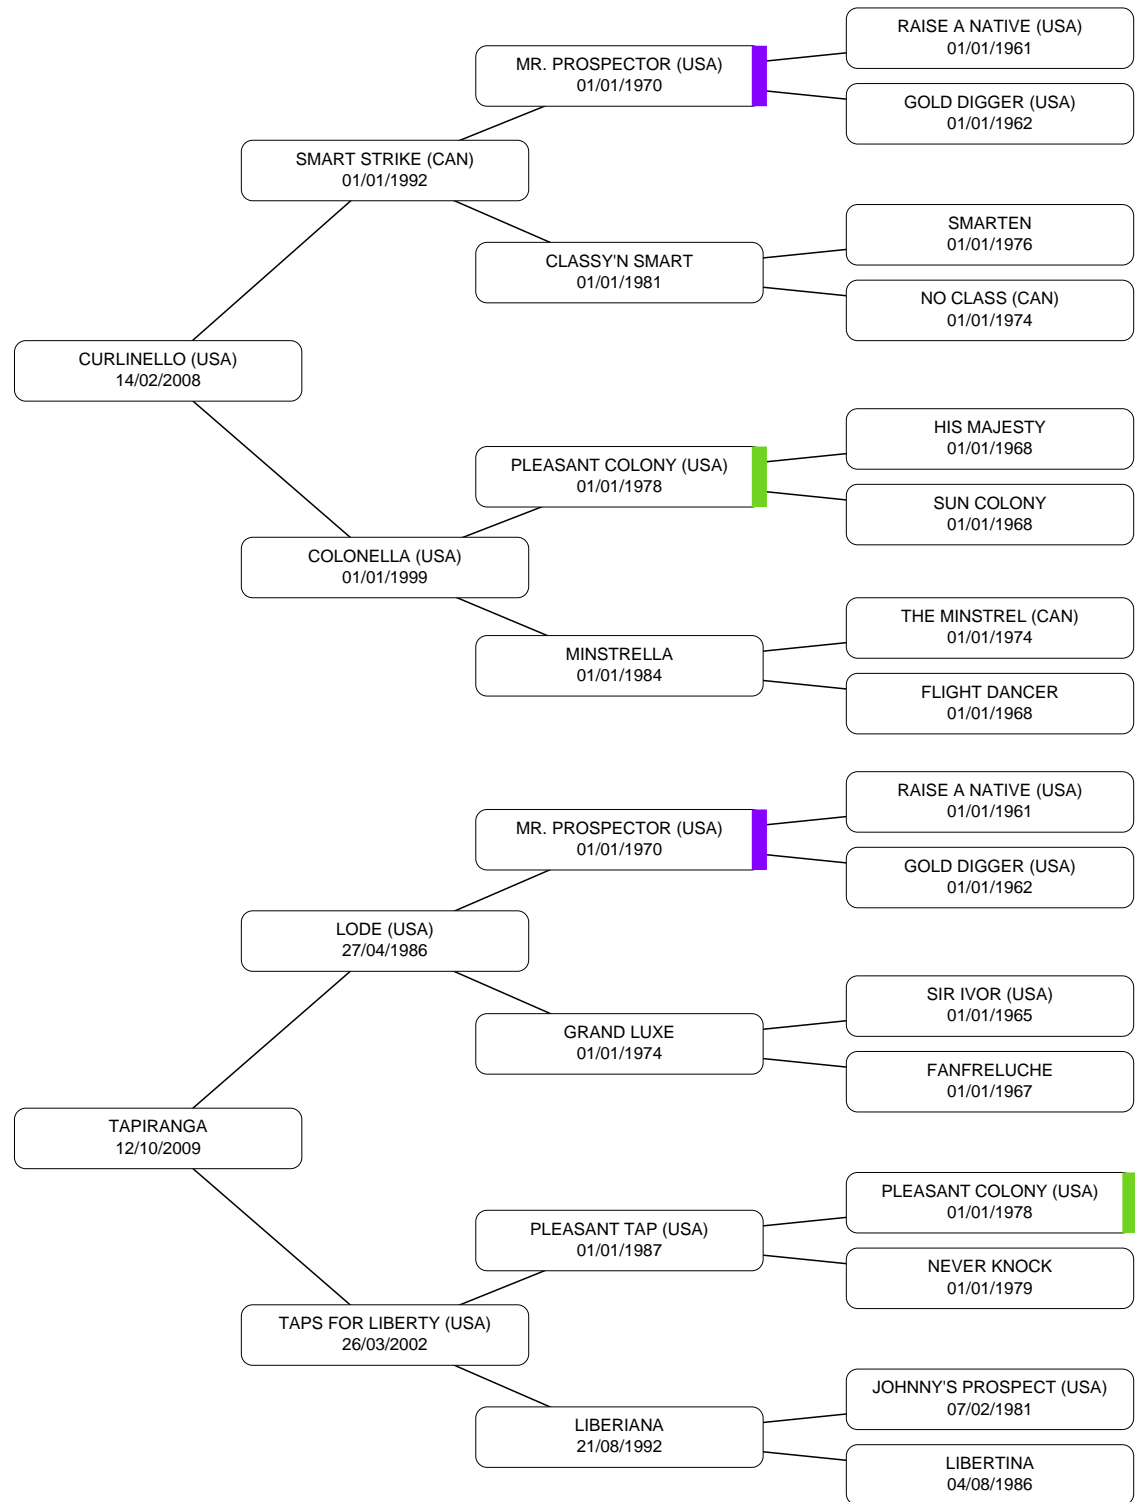 RAISE A NATIVE (USA)
01/01/1961
MR. PROSPECTOR (USA)
01/01/1970
GOLD DIGGER (USA)
01/01/1962
SMART STRIKE (CAN)
01/01/1992
SMARTEN
01/01/1976
CLASSY'N SMART
01/01/1981
NO CLASS (CAN)
01/01/1974
CURLINELLO (USA)
14/02/2008
HIS MAJESTY
01/01/1968
PLEASANT COLONY (USA)
01/01/1978
SUN COLONY
01/01/1968
COLONELLA (USA)
01/01/1999
THE MINSTREL (CAN)
01/01/1974
MINSTRELLA
01/01/1984
FLIGHT DANCER
01/01/1968
RAISE A NATIVE (USA)
01/01/1961
MR. PROSPECTOR (USA)
01/01/1970
GOLD DIGGER (USA)
01/01/1962
LODE (USA)
27/04/1986
SIR IVOR (USA)
01/01/1965
GRAND LUXE
01/01/1974
FANFRELUCHE
01/01/1967
TAPIRANGA
12/10/2009
PLEASANT COLONY (USA)
01/01/1978
PLEASANT TAP (USA)
01/01/1987
NEVER KNOCK
01/01/1979
TAPS FOR LIBERTY (USA)
26/03/2002
JOHNNY'S PROSPECT (USA)
07/02/1981
LIBERIANA
21/08/1992
LIBERTINA
04/08/1986